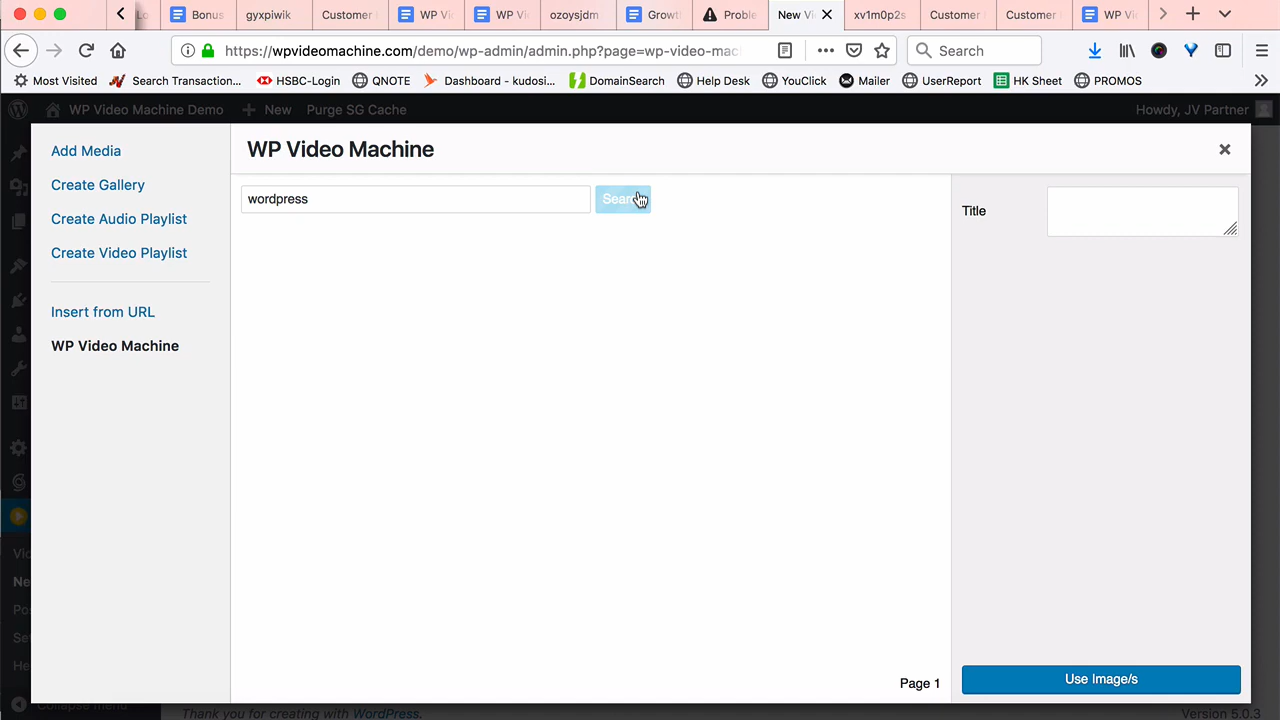 Bonus
gyxpiwik
Customer
WP Vi
WP Vi
ozoysjdm
Growt
Proble
New Vi
xv1m0p2s
Customer
Customer
WP Vi
https://wpvideomachine.com/demo/wp-admin/admin.php?page=wp-video-mac
Search
Most Visited
Search Transaction...
HSBC-Login
QNOTE
Dashboard - kudosi...
DomainSearch
Help Desk
YouClick
Mailer
UserReport
HK Sheet
PROMOS
WP Video Machine Demo
New
Purge SG Cache
Howdy, JV Partner
Add Media
Create Gallery
Create Audio Playlist
Create Video Playlist
Insert from URL
WP Video Machine
WP Video Machine
wordpress
Title
Page 1
Use Image/s
Collapse menu
Thank you for creating with WordPress.
Version 5.0.3